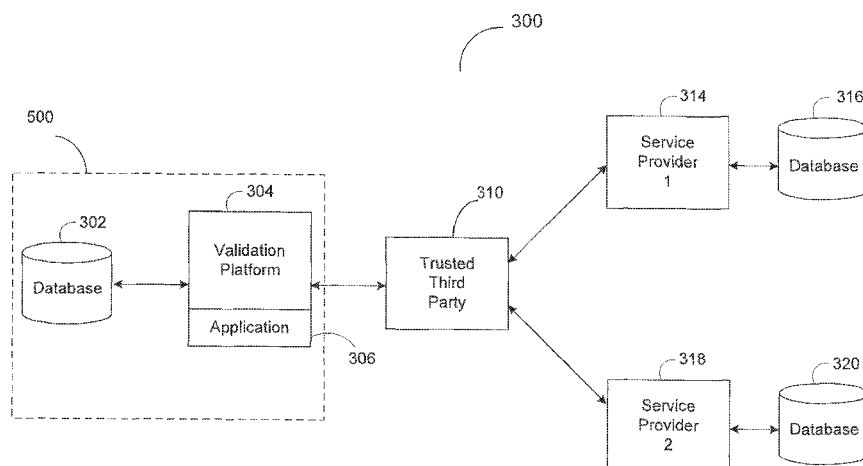 300
500
314
316
Service
Provider
1
Database
304
302
310
Validation
Platform
Database
Trusted
Third
Party
Application
306
318
320
Service
Provider
2
Database